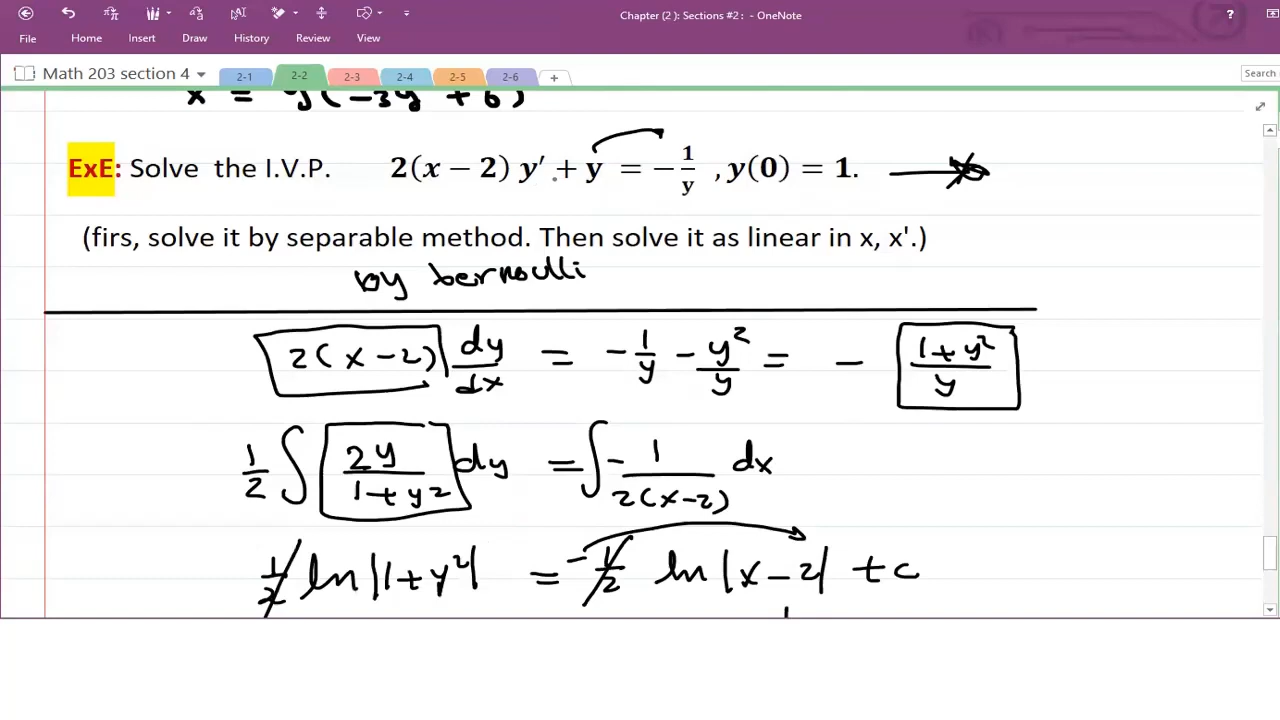 Chapter (2 ): Sections #2: - OneNote
?
File Home Insert Draw History Review View
Math 203 section 4 2-1 2-2 2-3 2-4 2-5 2-6 + Search
x = y(-3y + 6)
ExE: Solve the I.V.P. 2(x − 2) y′ + y = − 1/y , y(0) = 1.
(firs, solve it by separable method. Then solve it as linear in x, x'.)
by bernoulli
2(x-2) dy/dx = - 1/y - y²/y = - (1+y²)/y
1/2 ∫ 2y/(1+y²) dy = ∫ - 1/(2(x-2)) dx
1/2 ln|1+y²| = -1/2 ln|x-2| + c